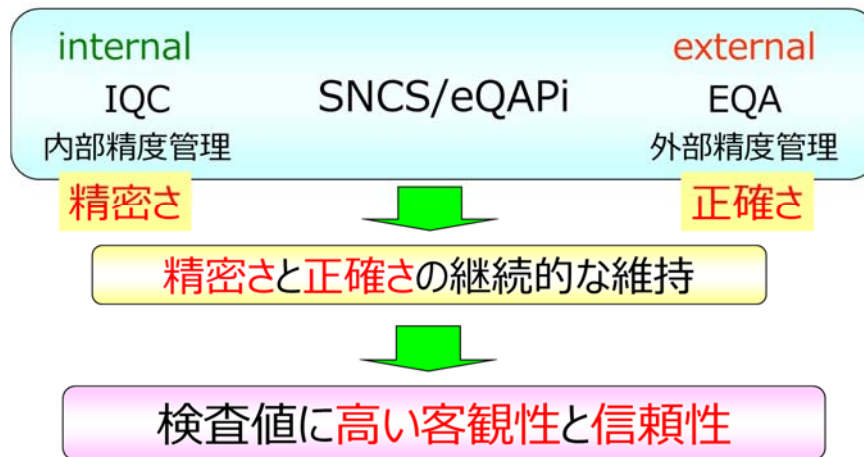 internal
IQC
内部精度管理
精密さ
SNCS/eQAPi
external
EQA
外部精度管理
正確さ
精密さと正確さの継続的な維持
検査値に高い客観性と信頼性